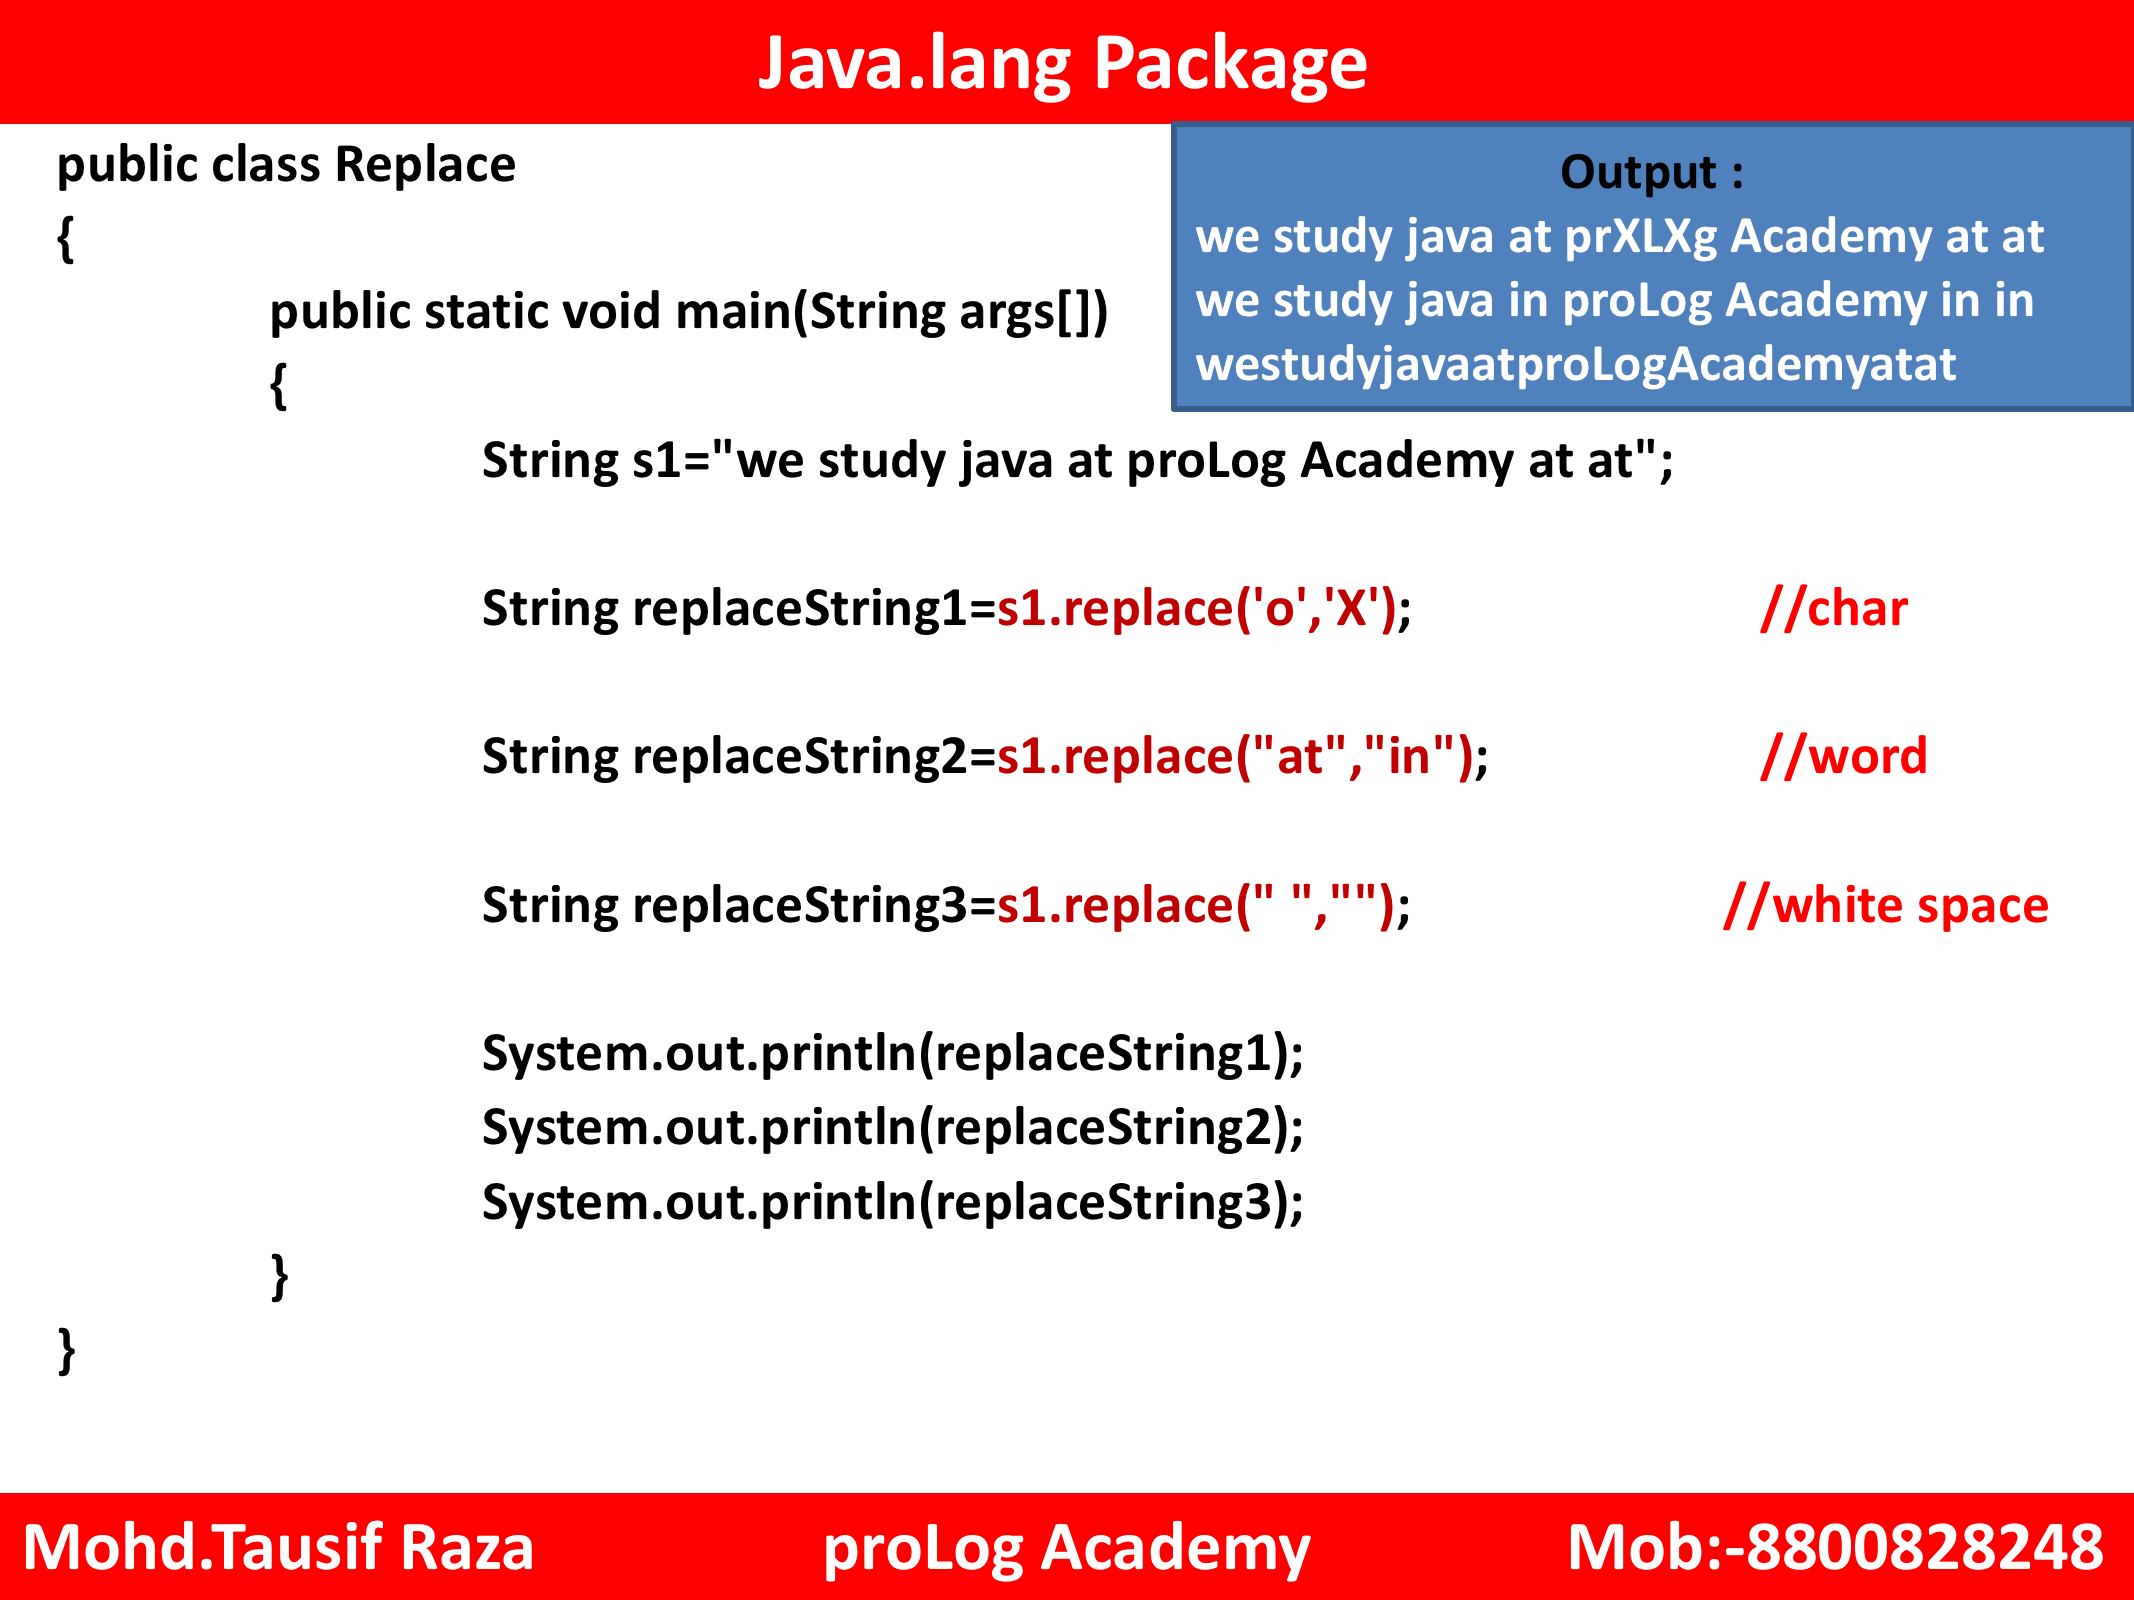 Java.lang Package
public class Replace
{
public static void main(String args[])
{
Output :
we study java at prXLXg Academy at at
we study java in proLog Academy in in
westudyjavaatproLogAcademyatat
String s1="we study java at proLog Academy at at";
String replaceString1=s1.replace('o','X'); //char
String replaceString2=s1.replace("at","in"); //word
String replaceString3=s1.replace(" ",""); //white space
System.out.println(replaceString1);
System.out.println(replaceString2);
System.out.println(replaceString3);
}
}
Mohd.Tausif Raza proLog Academy Mob:-8800828248